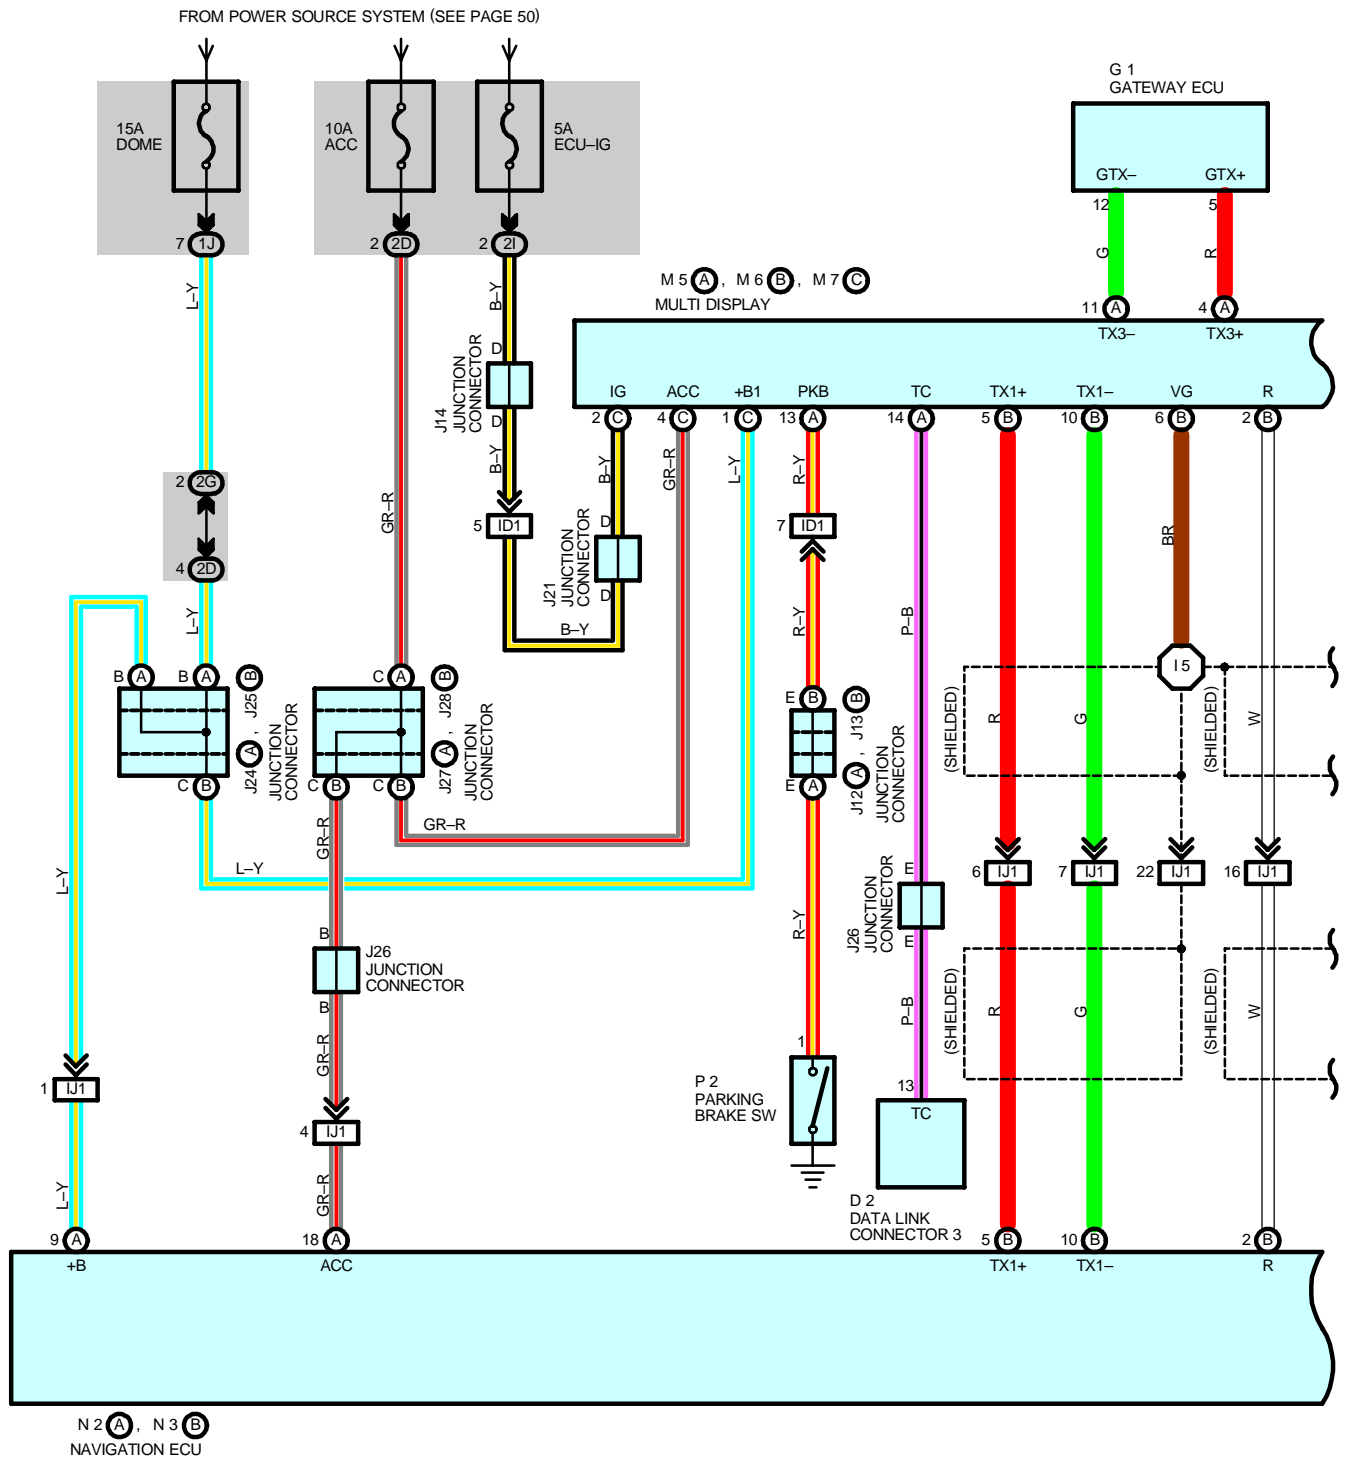 FROM POWER SOURCE SYSTEM (SEE PAGE 50)
15A
DOME
10A
ACC
5A
ECU–IG
G 1
GATEWAY ECU
GTX–
GTX+
12
5
G
R
7 1J
2 2D
2 2I
M 5 A , M 6 B , M 7 C
MULTI DISPLAY
11 A
4 A
TX3–
TX3+
L–Y
B–Y
D
J14
JUNCTION
CONNECTOR
D
B–Y
IG
ACC
+B1
PKB
TC
TX1+
TX1–
VG
R
2 C
4 C
1 C
13 A
14 A
5 B
10 B
6 B
2 B
B–Y
GR–R
L–Y
R–Y
2 2G
4 2D
GR–R
5 ID1
7 ID1
BR
D
J21
JUNCTION
CONNECTOR
D
B–Y
L–Y
R–Y
P–B
B A
B A
J24 A , J25 B
JUNCTION
CONNECTOR
C B
C A
J27 A , J28 B
JUNCTION
CONNECTOR
C B
C B
E B
J12 A , J13 B
JUNCTION
CONNECTOR
E A
I 5
(SHIELDED)
R
G
(SHIELDED)
W
GR–R
GR–R
L–Y
L–Y
E
J26
JUNCTION
CONNECTOR
E
6 IJ1
7 IJ1
22 IJ1
16 IJ1
R–Y
B
J26
JUNCTION
CONNECTOR
B
GR–R
P–B
(SHIELDED)
R
G
(SHIELDED)
W
1 IJ1
4 IJ1
1
P 2
PARKING
BRAKE SW
13
TC
D 2
DATA LINK
CONNECTOR 3
L–Y
GR–R
9 A
18 A
5 B
10 B
2 B
+B
ACC
TX1+
TX1–
R
N 2 A , N 3 B
NAVIGATION ECU